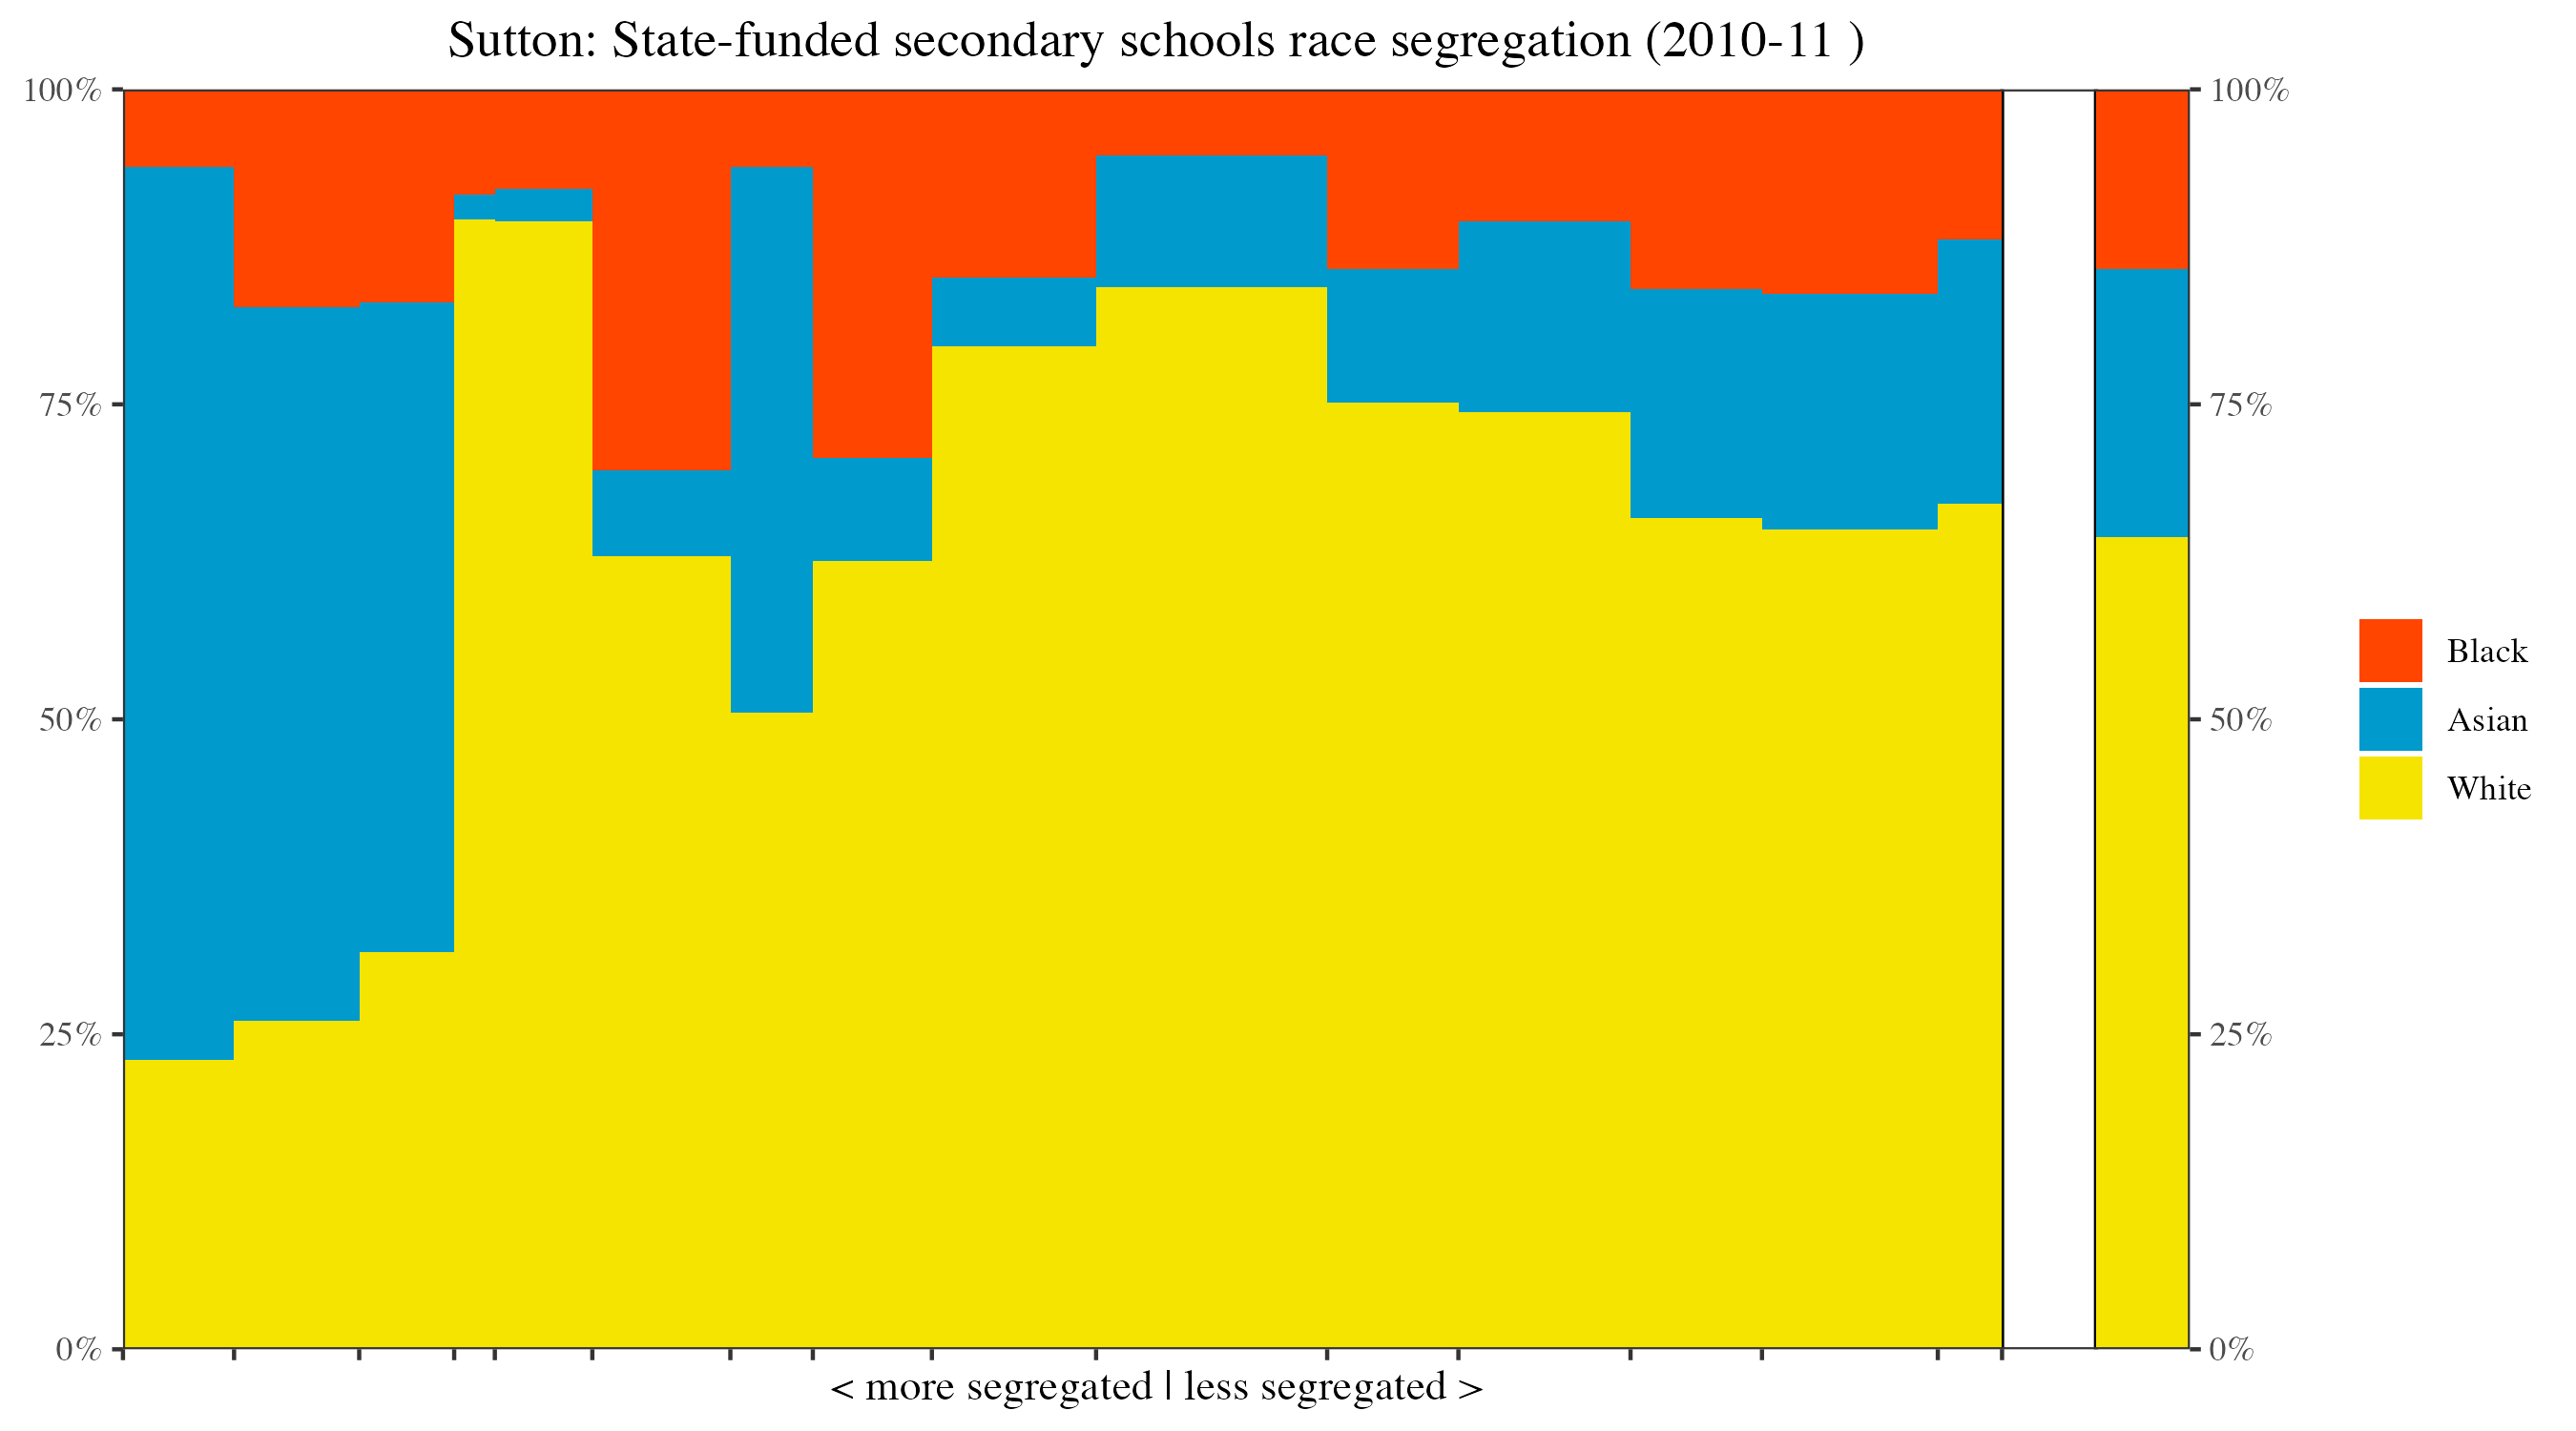 Sutton: State-funded secondary schools race segregation (2010-11 )
100%
75%
50%
25%
0%
100%
75%
50%
25%
0%
Black
Asian
White
< more segregated | less segregated >